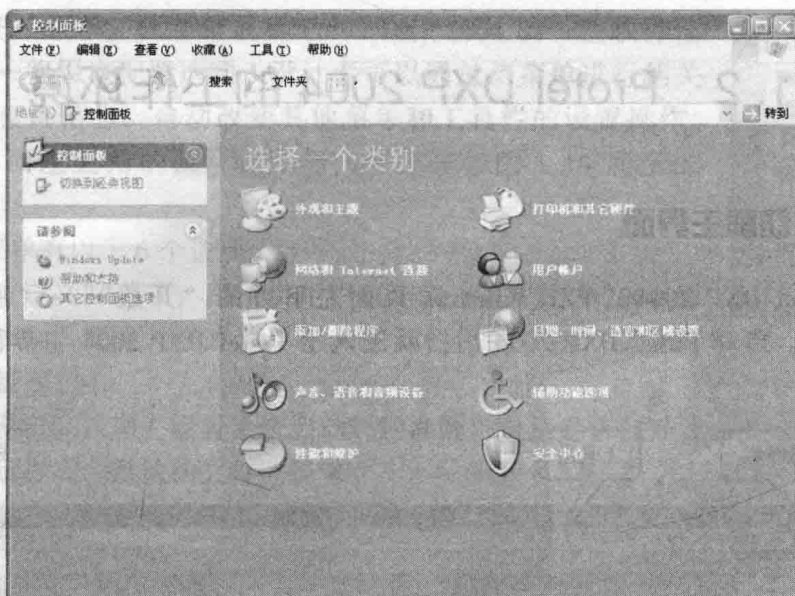 控制面板
文件(F) 编辑(E) 查看(V) 收藏(A) 工具(T) 帮助(H)
搜索 文件夹
地址(D) 控制面板 转到
控制面板
切换到经典视图
请参阅
Windows Update
帮助和支持
其它控制面板选项
选择一个类别
外观和主题
打印机和其它硬件
网络和 Internet 连接
用户帐户
添加/删除程序
日期、时间、语言和区域设置
声音、语音和音频设备
辅助功能选项
性能和维护
安全中心